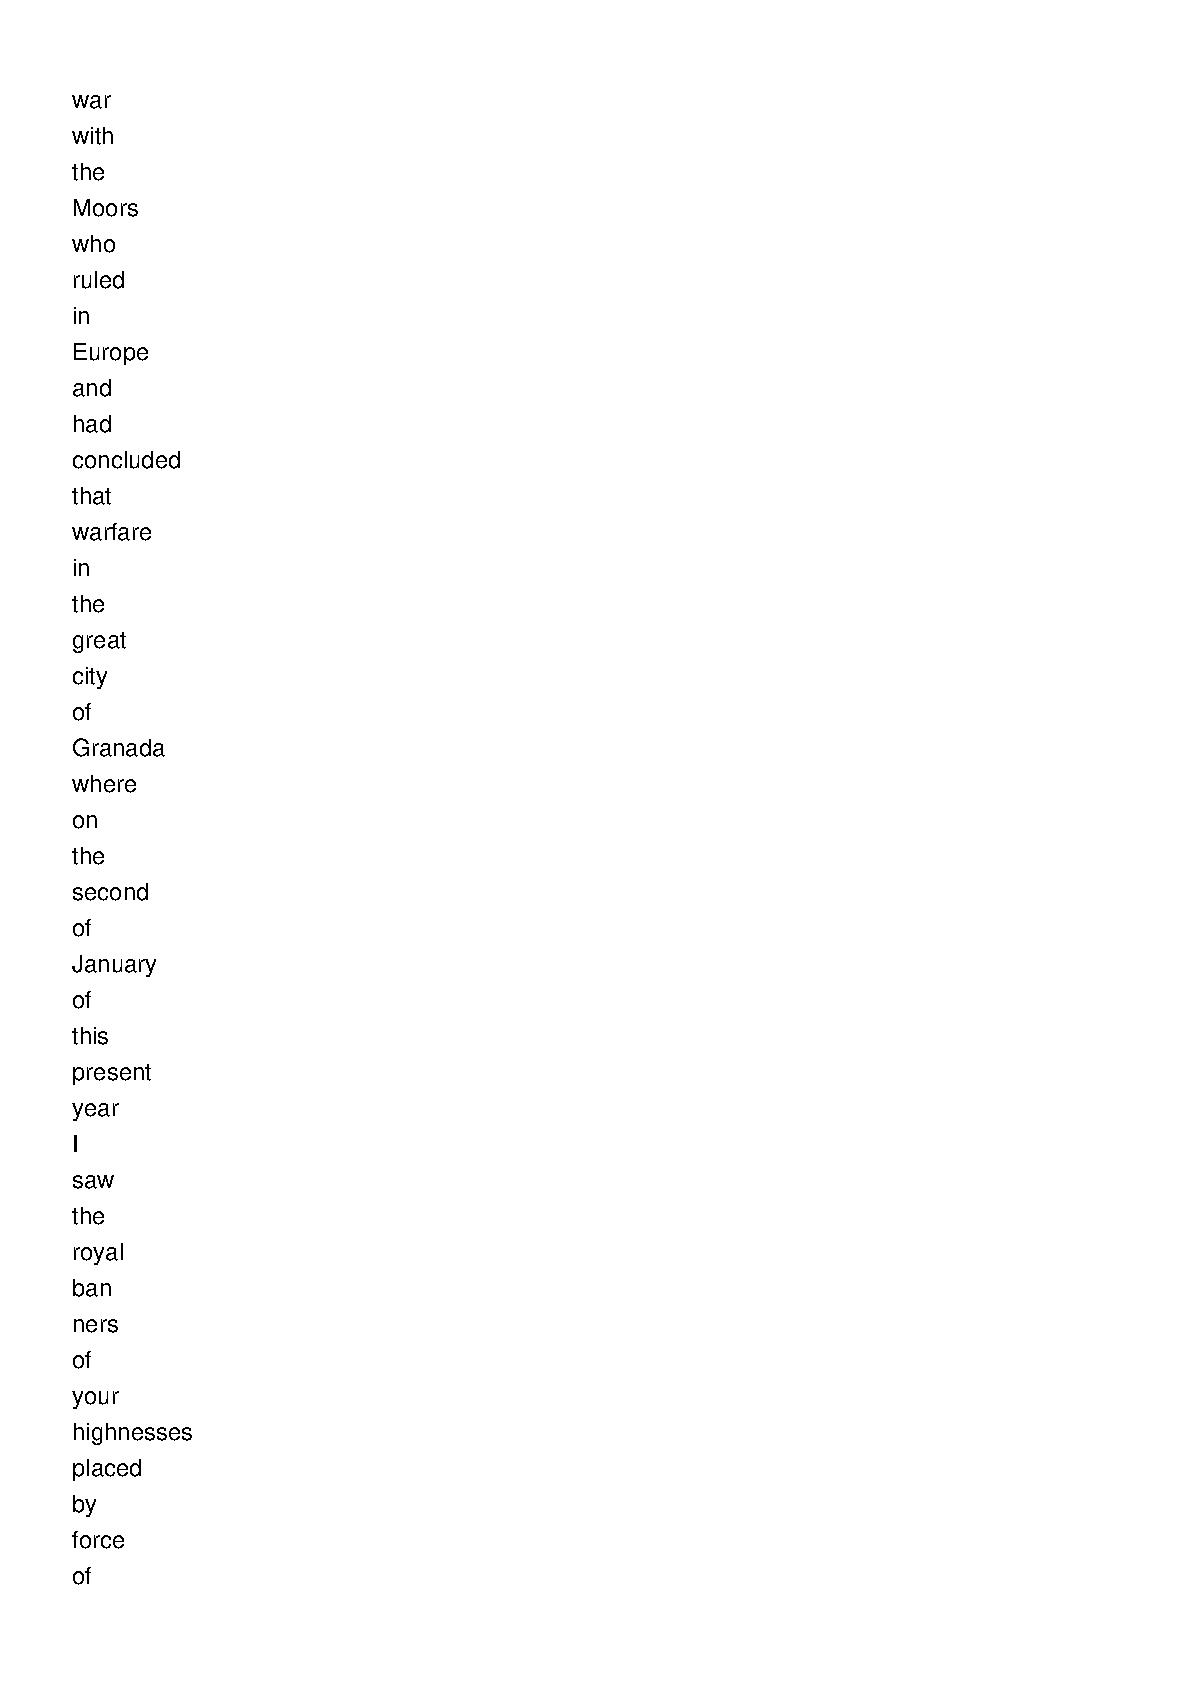 war
with
the
Moors
who
ruled
in
Europe
and
had
concluded
that
warfare
in
the
great
city
of
Granada
where
on
the
second
of
January
of
this
present
year
I
saw
the
royal
ban
ners
of
your
highnesses
placed
by
force
of